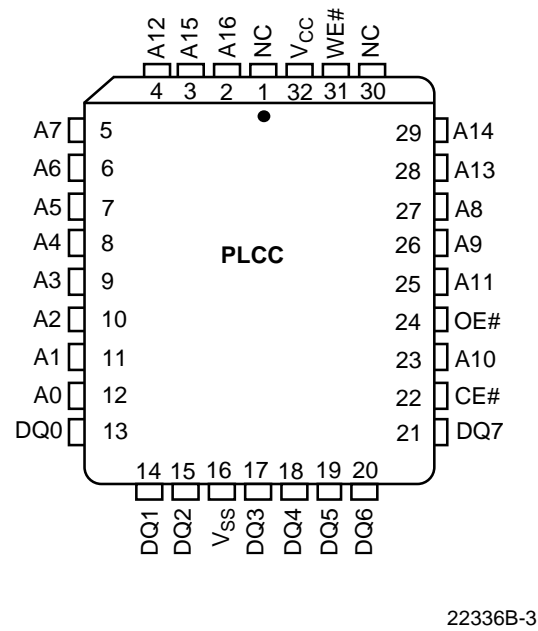 A12 A15 A16 NC VCC WE# NC
4 3 2 1 32 31 30
A7 5 29 A14
A6 6 28 A13
A5 7 27 A8
A4 8 26 A9
PLCC
A3 9 25 A11
A2 10 24 OE#
A1 11 23 A10
A0 12 22 CE#
DQ0 13 21 DQ7
14 15 16 17 18 19 20
DQ1 DQ2 VSS DQ3 DQ4 DQ5 DQ6
22336B-3